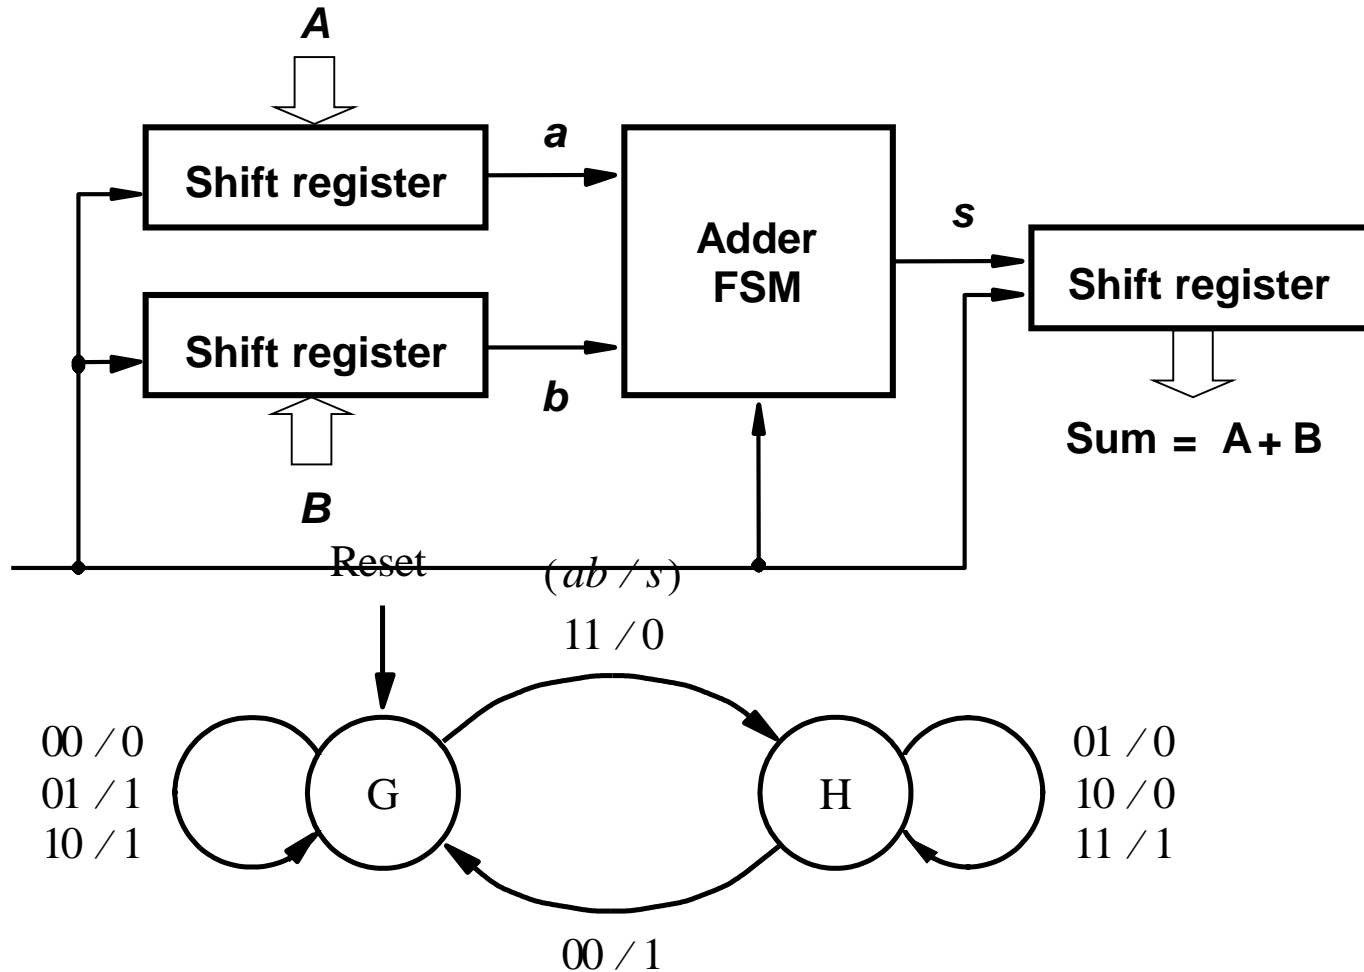 A
Shift register
a
Adder
FSM
s
Shift register
Shift register
b
B
Sum = A + B
Reset
(ab / s)
11 / 0
00 / 0
01 / 1
10 / 1
G
H
01 / 0
10 / 0
11 / 1
00 / 1